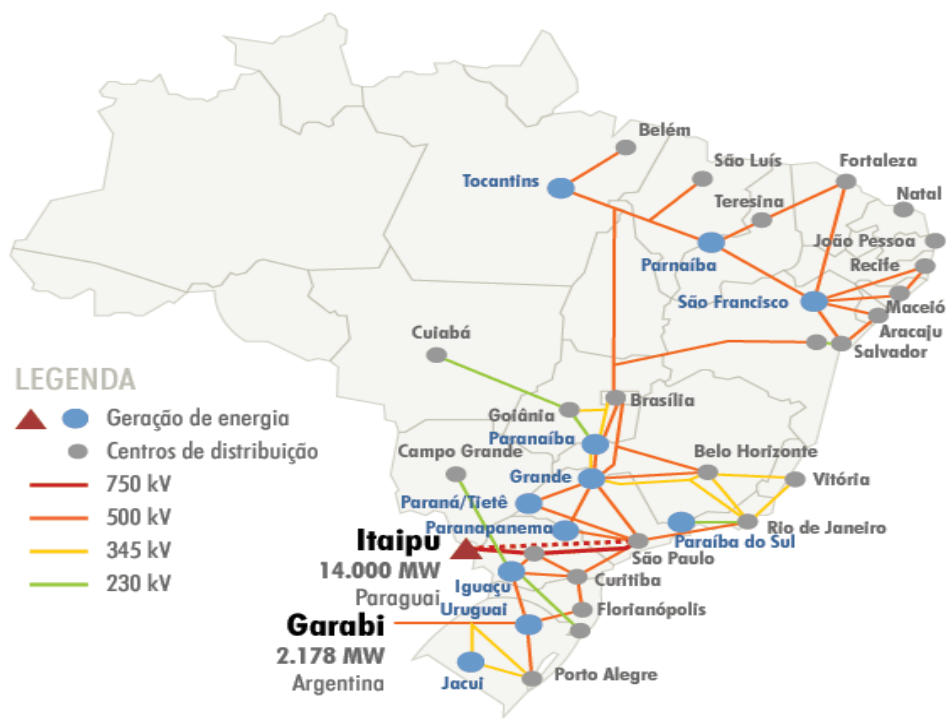 Belém
São Luís
Fortaleza
Tocantins
Teresina
Natal
João Pessoa
Parnaíba
Recife
São Francisco
Maceió
Aracaju
Cuiabá
Salvador
LEGENDA
Geração de energia
Centros de distribuição
750 kV
500 kV
345 kV
230 kV
Brasília
Goiânia
Paranaíba
Campo Grande
Belo Horizonte
Grande
Vitória
Paraná/Tietê
Paranapanema
Rio de Janeiro
Paraíba do Sul
Itaipu
São Paulo
14.000 MW
Paraguai
Iguaçu
Curitiba
Uruguai
Florianópolis
Garabi
2.178 MW
Argentina
Jacui
Porto Alegre